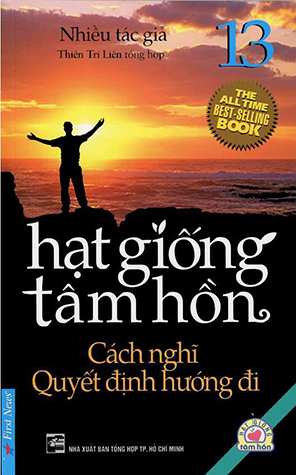 Nhiều tác giả
Thiên Trí Liên tổng hợp
13
THE
ALL TIME
BEST-SELLING
BOOK
hạt giống
tâm hồn
Cách nghĩ
Quyết định hướng đi
First News
NHÀ XUẤT BẢN TỔNG HỢP TP. HỒ CHÍ MINH
HẠT GIỐNG
tâm hồn